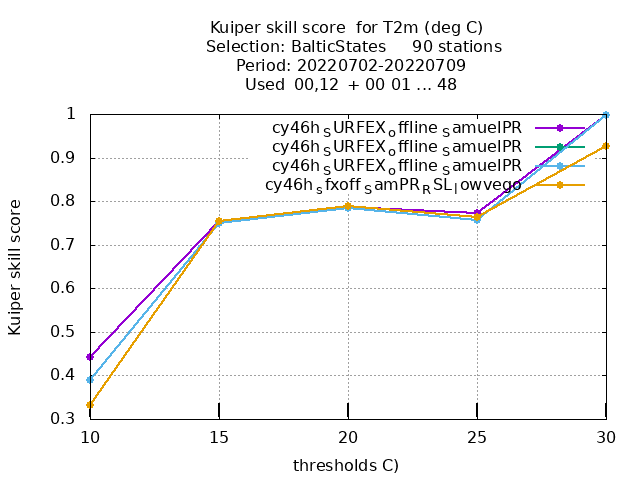 Kuiper skill score  for T2m (deg C)
Selection: BalticStates     90 stations
Period: 20220702-20220709
Used  00,12  + 00 01 ... 48
1
0.9
0.8
0.7
0.6
0.5
0.4
0.3
Kuiper skill score
cy46h_SURFEX_offline_SamuelPR
cy46h_SURFEX_offline_SamuelPR
cy46h_SURFEX_offline_SamuelPR
cy46h_sfxoff_SamPR_RSL_lowvego
10 15 20 25 30
thresholds C)